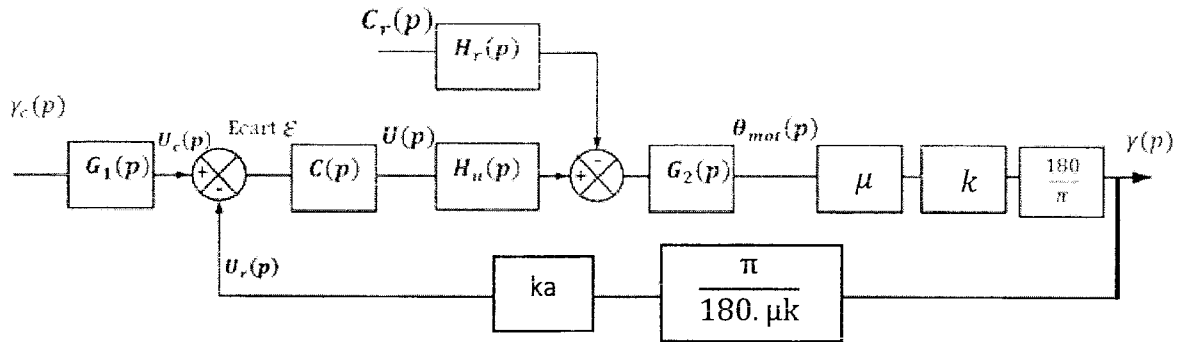 C_r(p)
H_r(p)
γ_c(p)
G_1(p)
U_c(p)
+
-
Ecart ε
C(p)
U(p)
H_u(p)
-
+
G_2(p)
θ_mot(p)
μ
k
180
π
γ(p)
U_r(p)
ka
π
180. μk